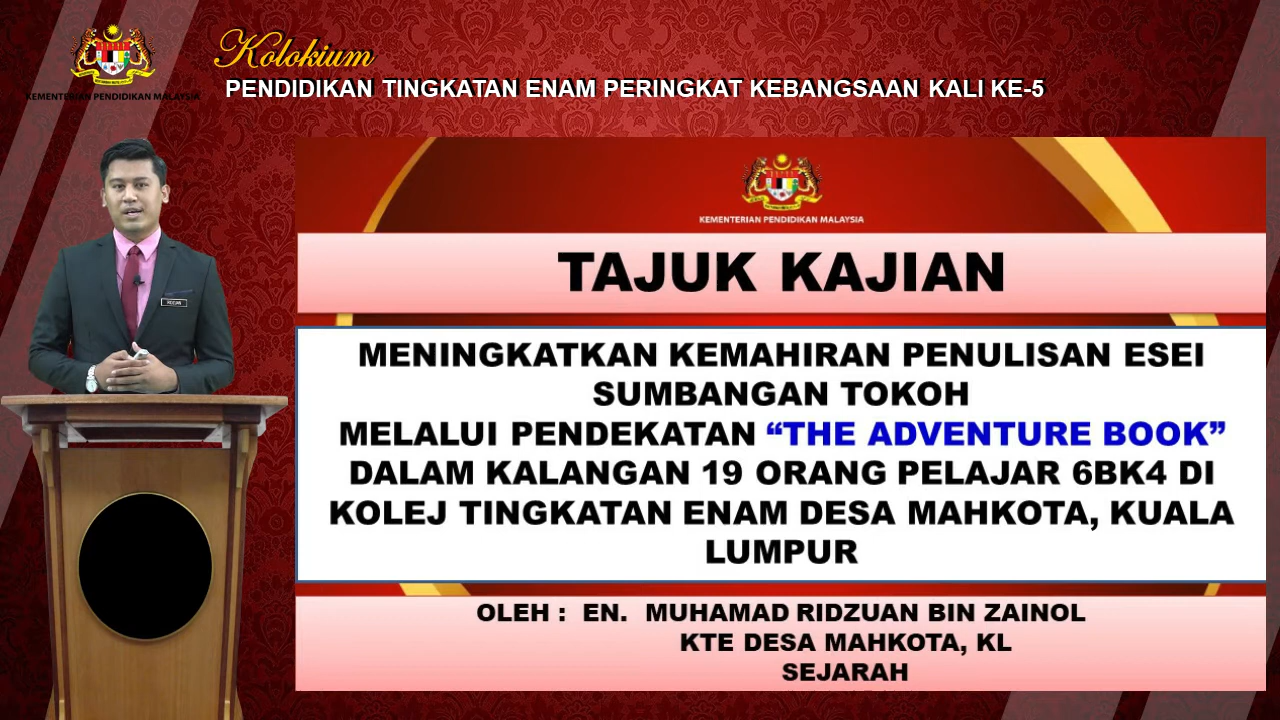 Kolokium
PENDIDIKAN TINGKATAN ENAM PERINGKAT KEBANGSAAN KALI KE-5
KEMENTERIAN PENDIDIKAN MALAYSIA
KEMENTERIAN PENDIDIKAN MALAYSIA
TAJUK KAJIAN
MENINGKATKAN KEMAHIRAN PENULISAN ESEI
SUMBANGAN TOKOH
MELALUI PENDEKATAN “THE ADVENTURE BOOK”
DALAM KALANGAN 19 ORANG PELAJAR 6BK4 DI
KOLEJ TINGKATAN ENAM DESA MAHKOTA, KUALA
LUMPUR
OLEH : EN. MUHAMAD RIDZUAN BIN ZAINOL
KTE DESA MAHKOTA, KL
SEJARAH